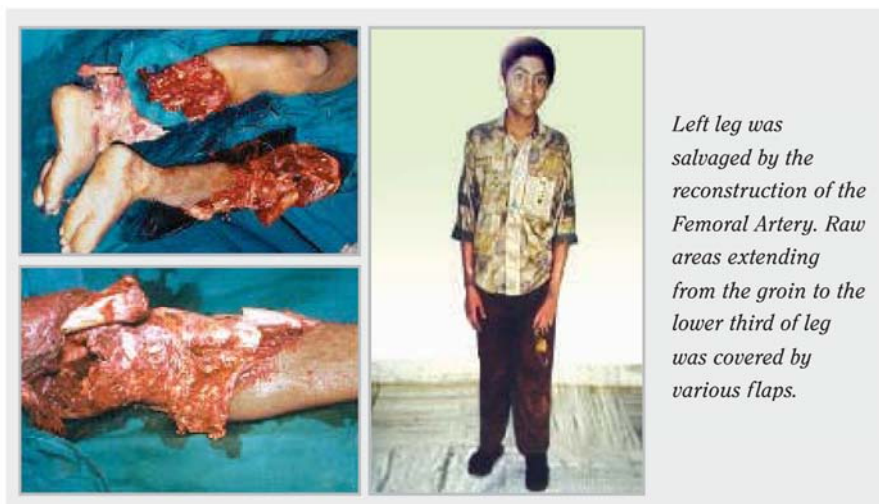 Left leg was
salvaged by the
reconstruction of the
Femoral Artery. Raw
areas extending
from the groin to the
lower third of leg
was covered by
various flaps.